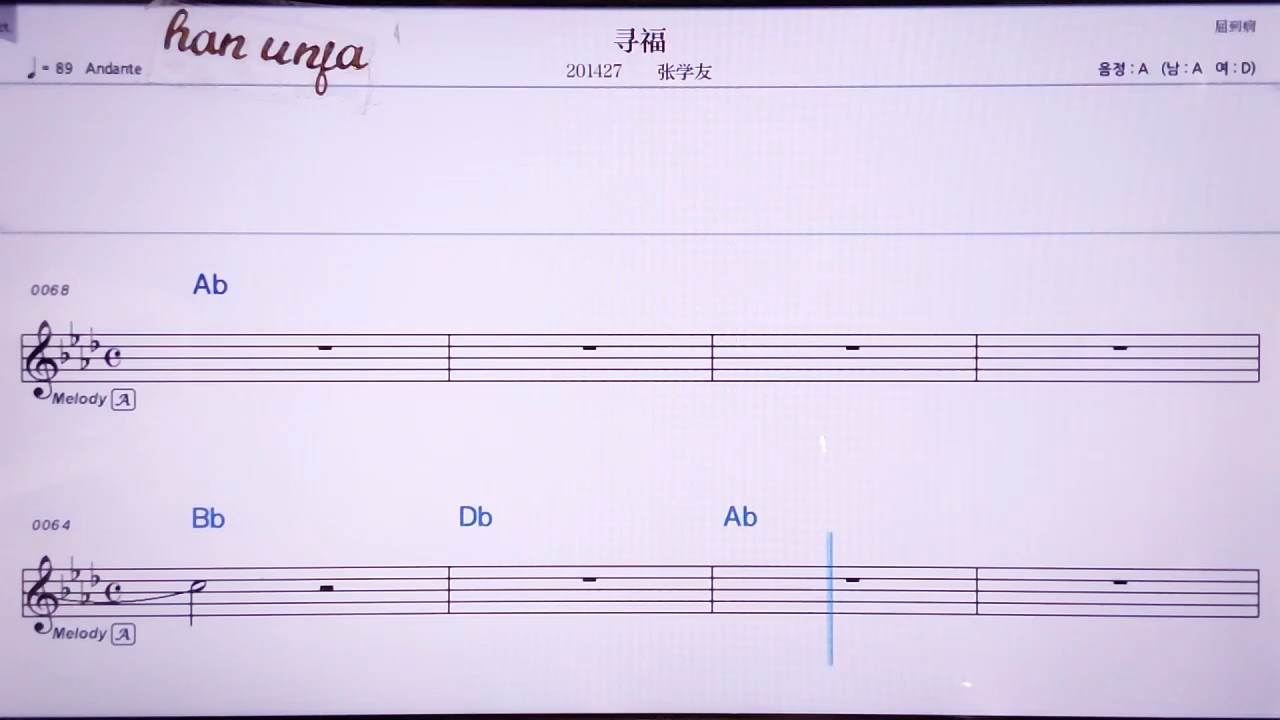 han unfa
寻福
♩= 89 Andante
201427 张学友
음정 : A (남 : A 여 : D)
0068
Ab
Melody A
0064
Bb Db Ab
Melody A